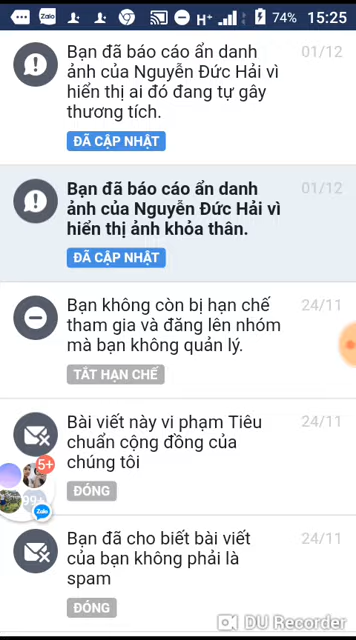 Zalo
H+
74%
15:25
Bạn đã báo cáo ẩn danh
01/12
ảnh của Nguyễn Đức Hải vì
hiển thị ai đó đang tự gây
thương tích.
ĐÃ CẬP NHẬT
Bạn đã báo cáo ẩn danh
01/12
ảnh của Nguyễn Đức Hải vì
hiển thị ảnh khỏa thân.
ĐÃ CẬP NHẬT
Bạn không còn bị hạn chế
24/11
tham gia và đăng lên nhóm
mà bạn không quản lý.
TẮT HẠN CHẾ
Bài viết này vi phạm Tiêu
24/11
chuẩn cộng đồng của
chúng tôi
5+
ĐÓNG
99+
Zalo
Bạn đã cho biết bài viết
24/11
của bạn không phải là
spam
ĐÓNG
DU Recorder